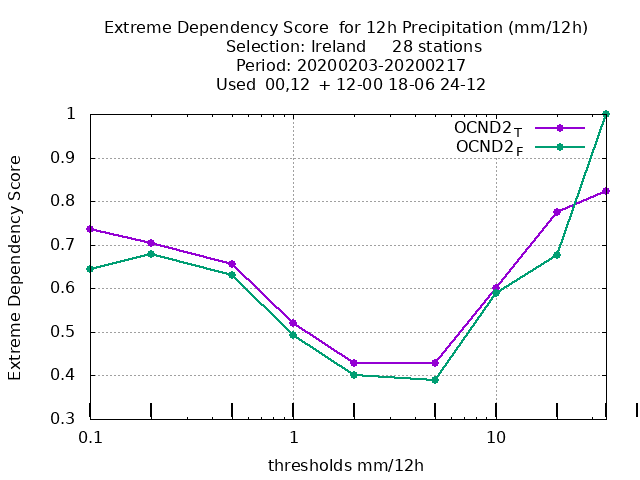 Extreme Dependency Score  for 12h Precipitation (mm/12h)
Selection: Ireland     28 stations
Period: 20200203-20200217
Used  00,12  + 12-00 18-06 24-12
OCND2T
OCND2F
Extreme Dependency Score
1
0.9
0.8
0.7
0.6
0.5
0.4
0.3
0.1
1
10
thresholds mm/12h